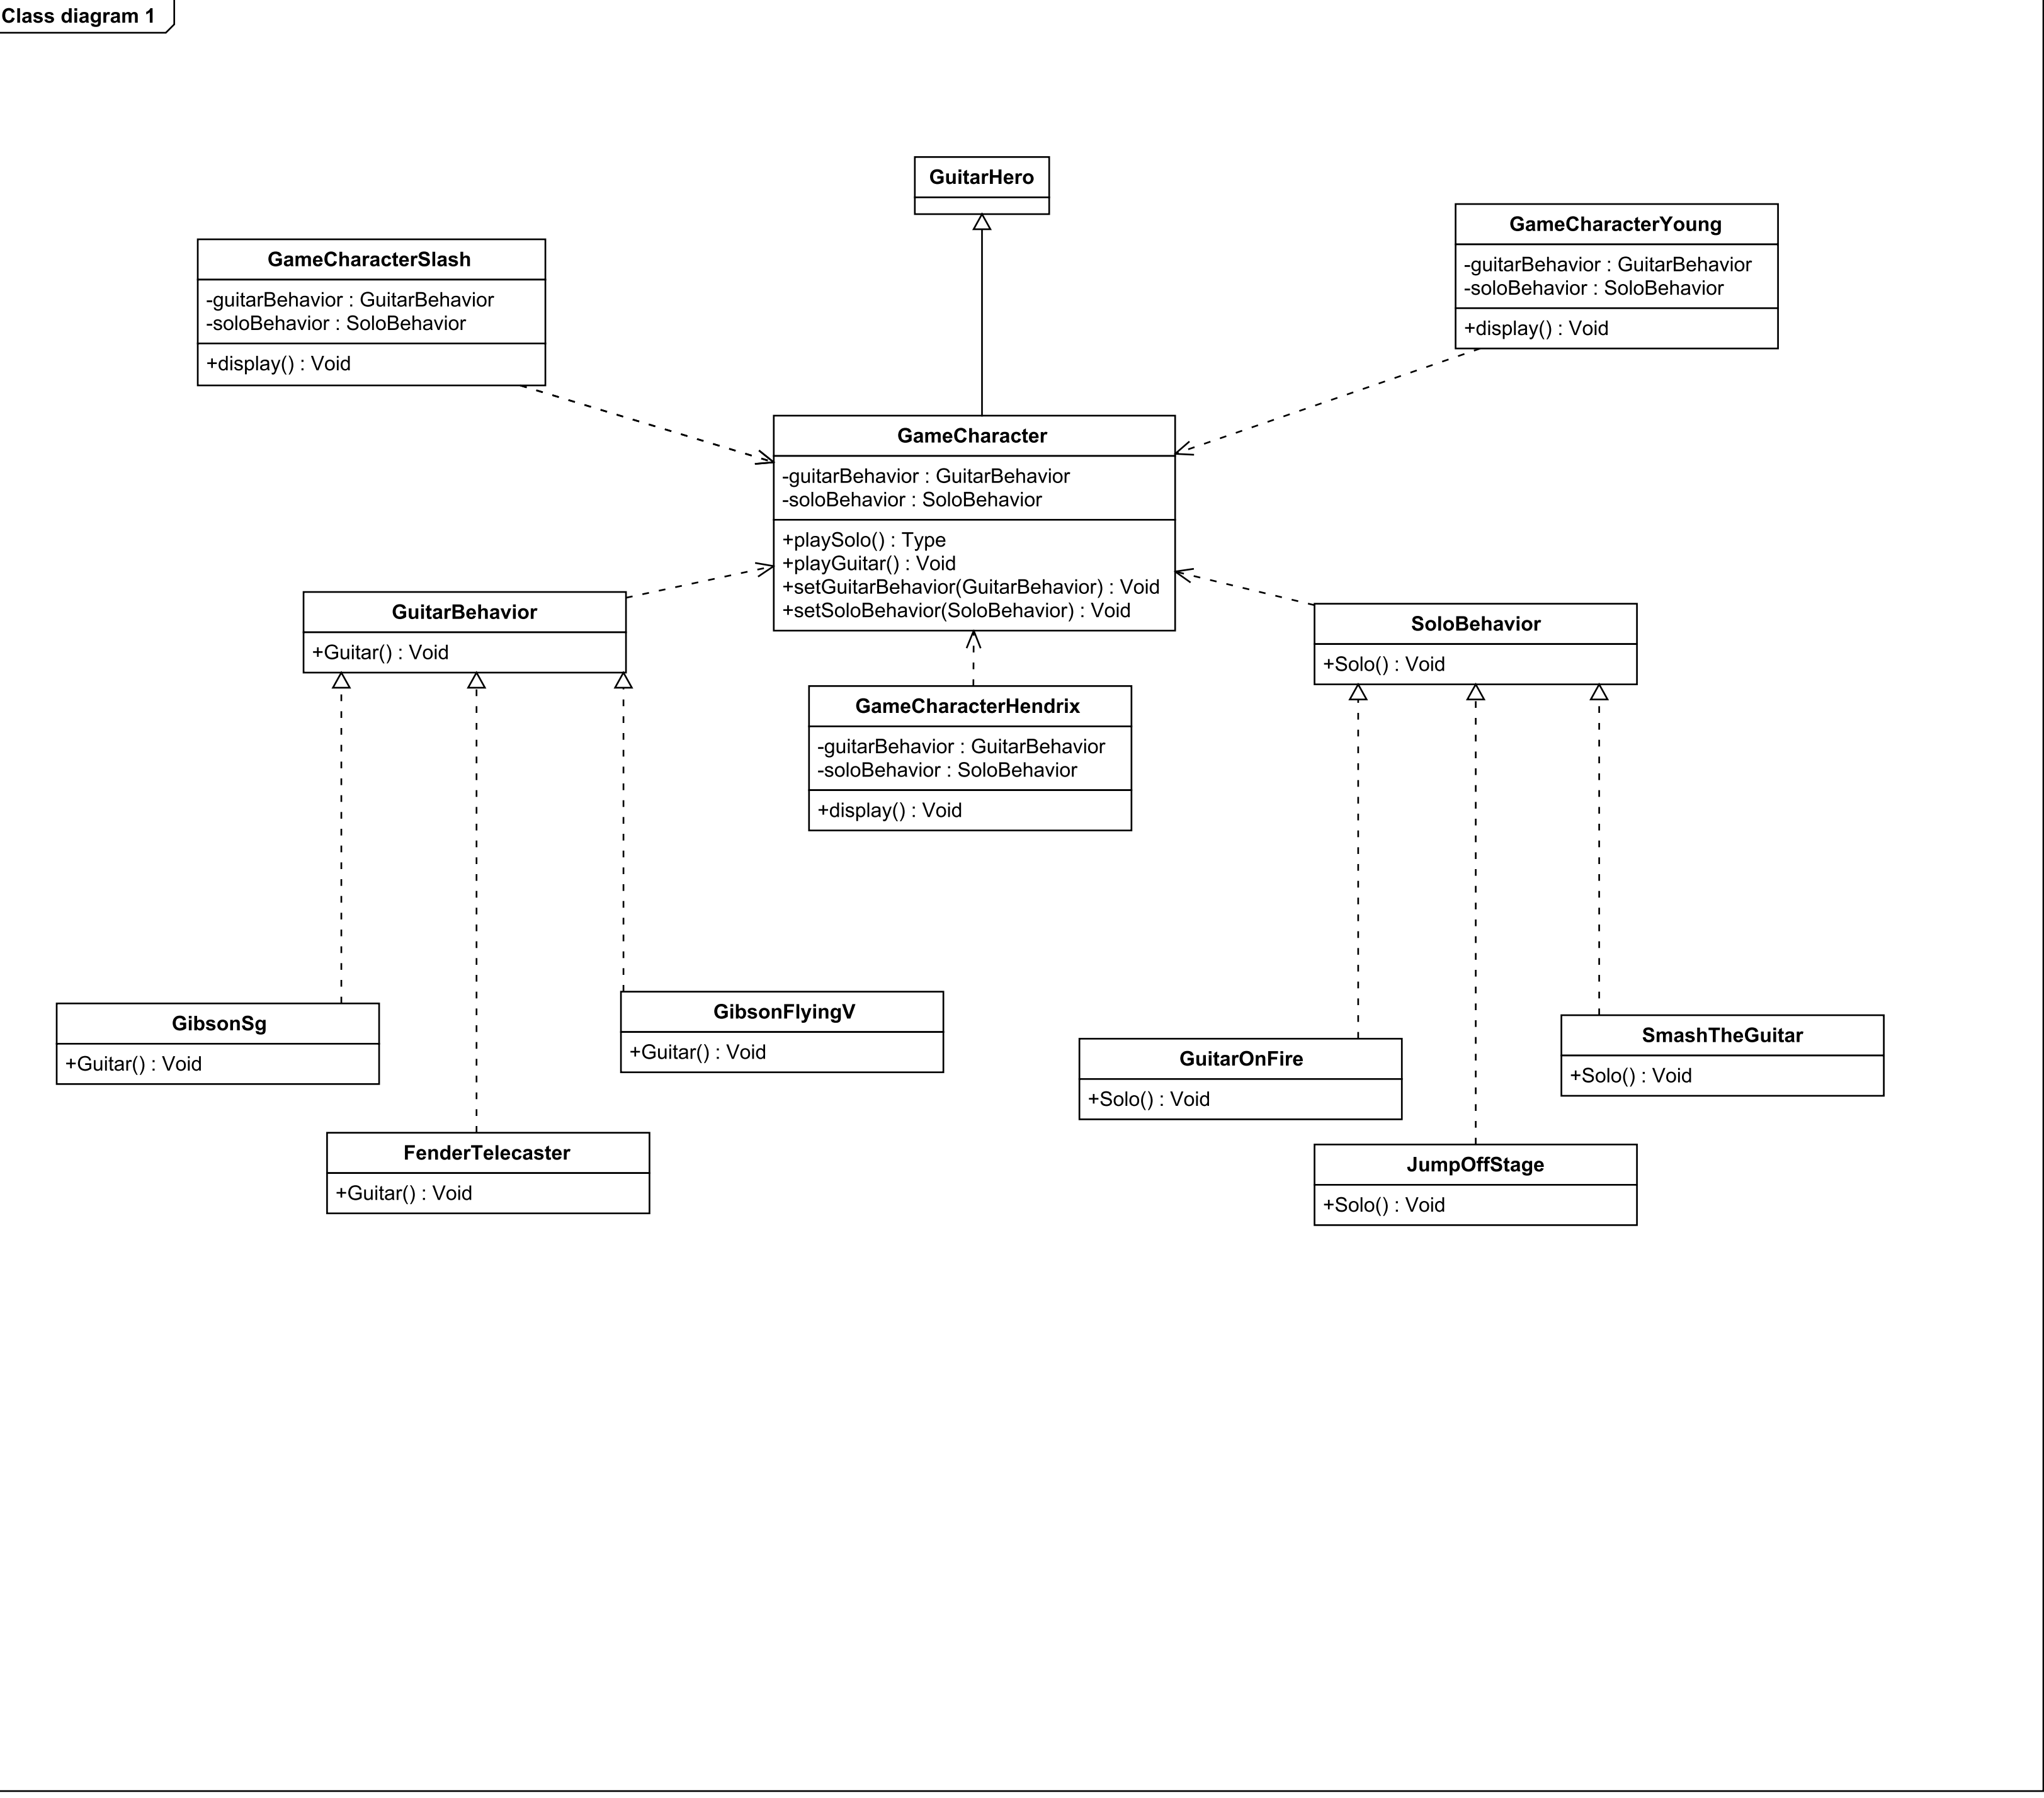 Class diagram 1
GuitarHero
GameCharacterSlash
-guitarBehavior : GuitarBehavior
-soloBehavior : SoloBehavior
+display() : Void
GameCharacterYoung
-guitarBehavior : GuitarBehavior
-soloBehavior : SoloBehavior
+display() : Void
GameCharacter
-guitarBehavior : GuitarBehavior
-soloBehavior : SoloBehavior
+playSolo() : Type
+playGuitar() : Void
+setGuitarBehavior(GuitarBehavior) : Void
+setSoloBehavior(SoloBehavior) : Void
GuitarBehavior
+Guitar() : Void
SoloBehavior
+Solo() : Void
GameCharacterHendrix
-guitarBehavior : GuitarBehavior
-soloBehavior : SoloBehavior
+display() : Void
GibsonSg
+Guitar() : Void
GibsonFlyingV
+Guitar() : Void
FenderTelecaster
+Guitar() : Void
GuitarOnFire
+Solo() : Void
SmashTheGuitar
+Solo() : Void
JumpOffStage
+Solo() : Void